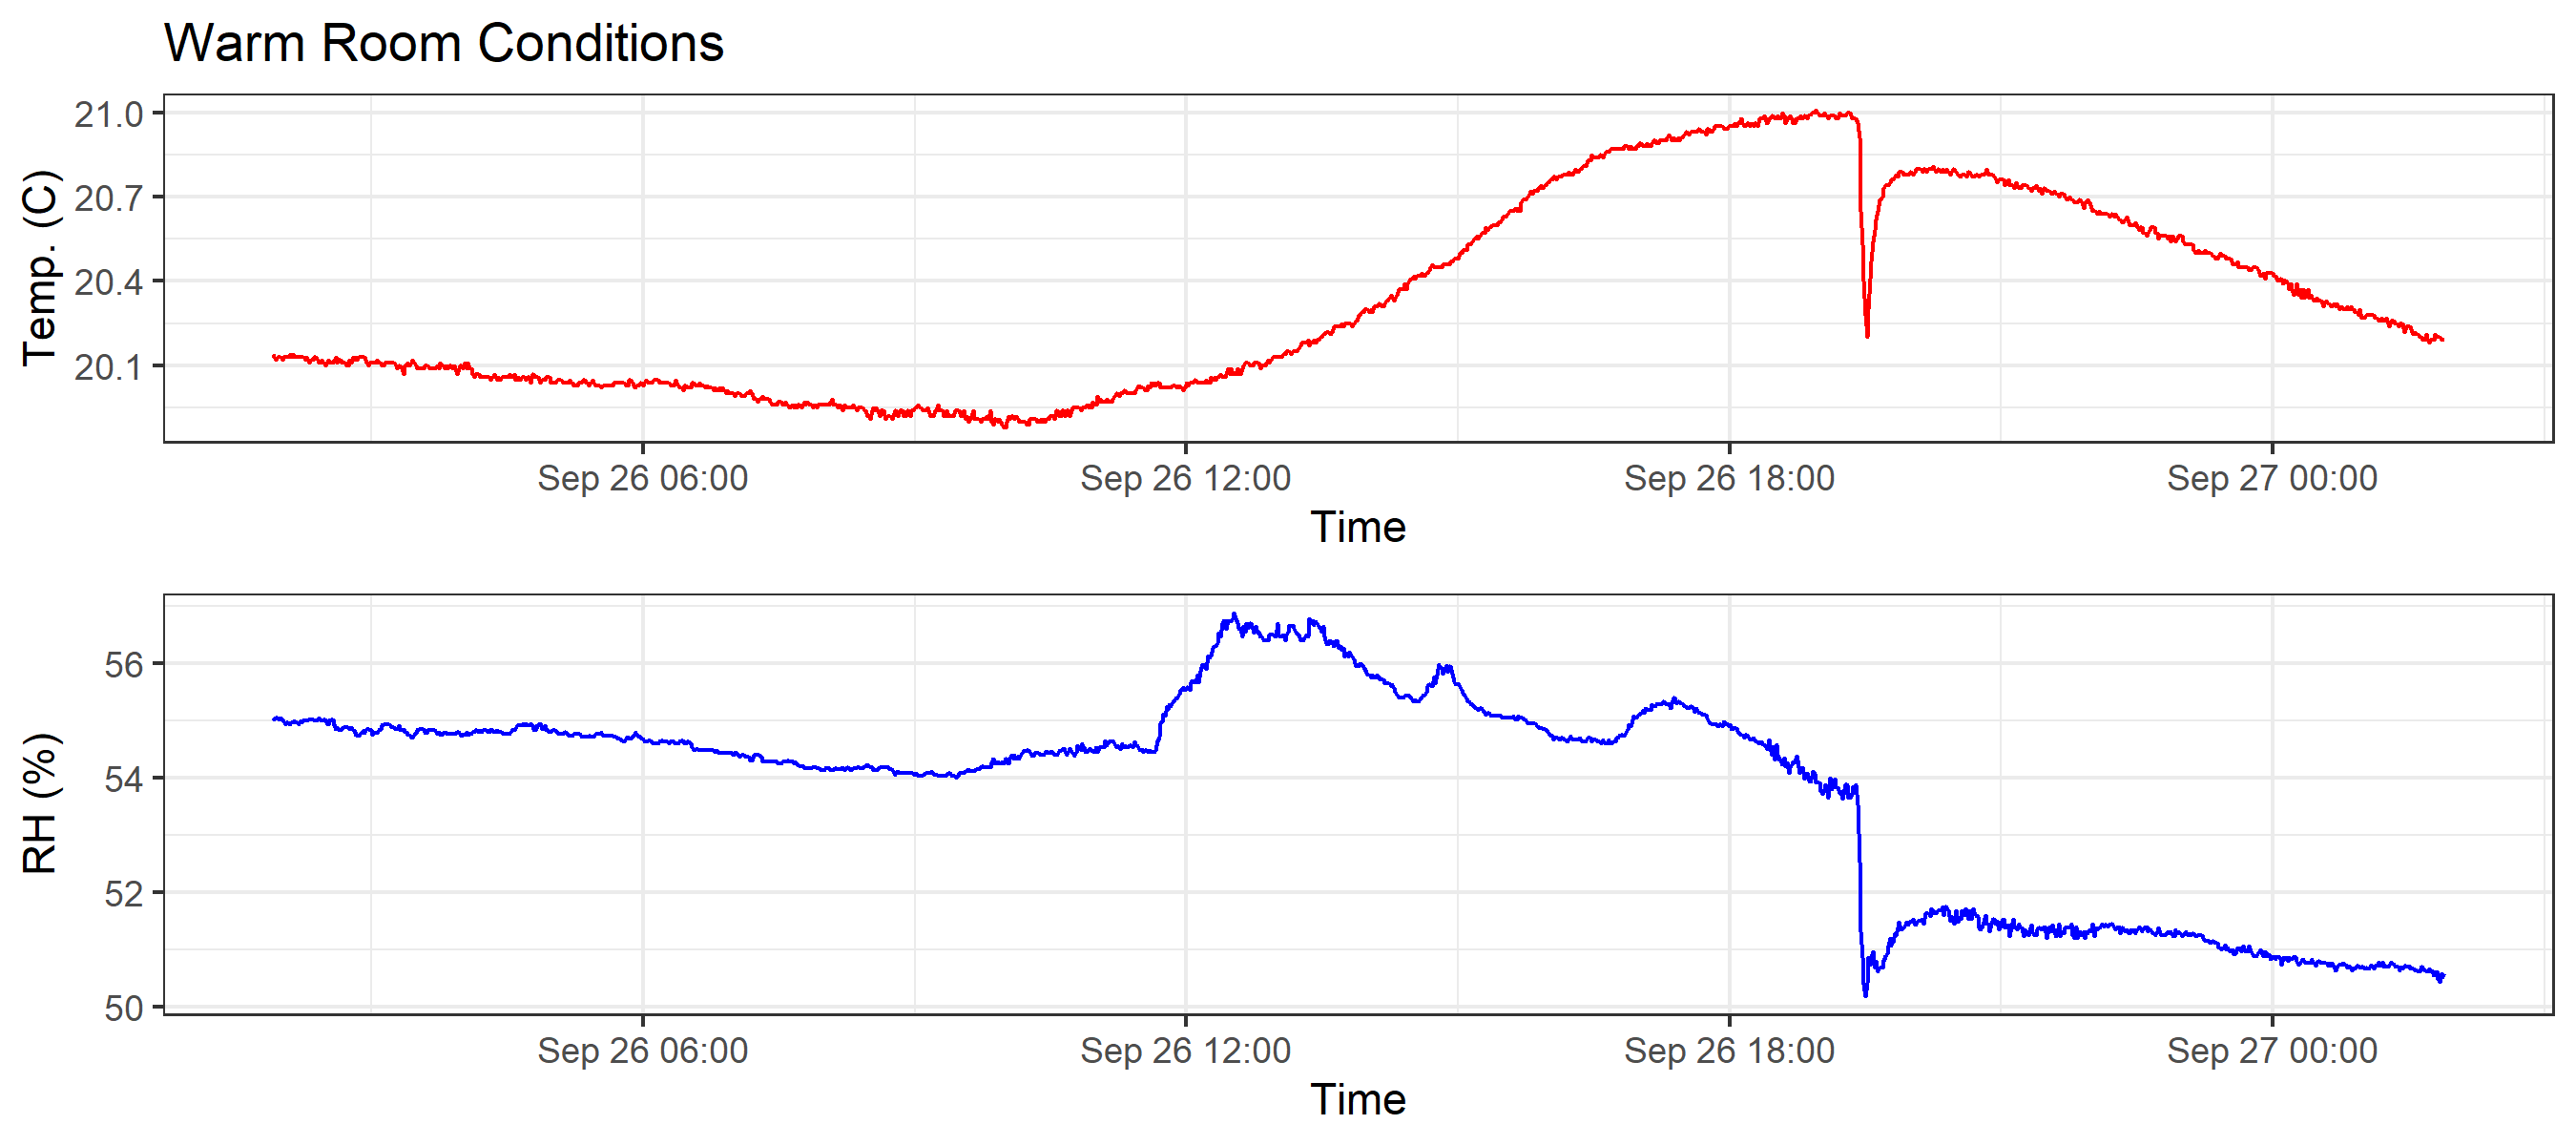 Warm Room Conditions
21.0
20.7
20.4
20.1
Temp. (C)
Sep 26 06:00 Sep 26 12:00 Sep 26 18:00 Sep 27 00:00
Time
56
54
52
50
RH (%)
Sep 26 06:00 Sep 26 12:00 Sep 26 18:00 Sep 27 00:00
Time